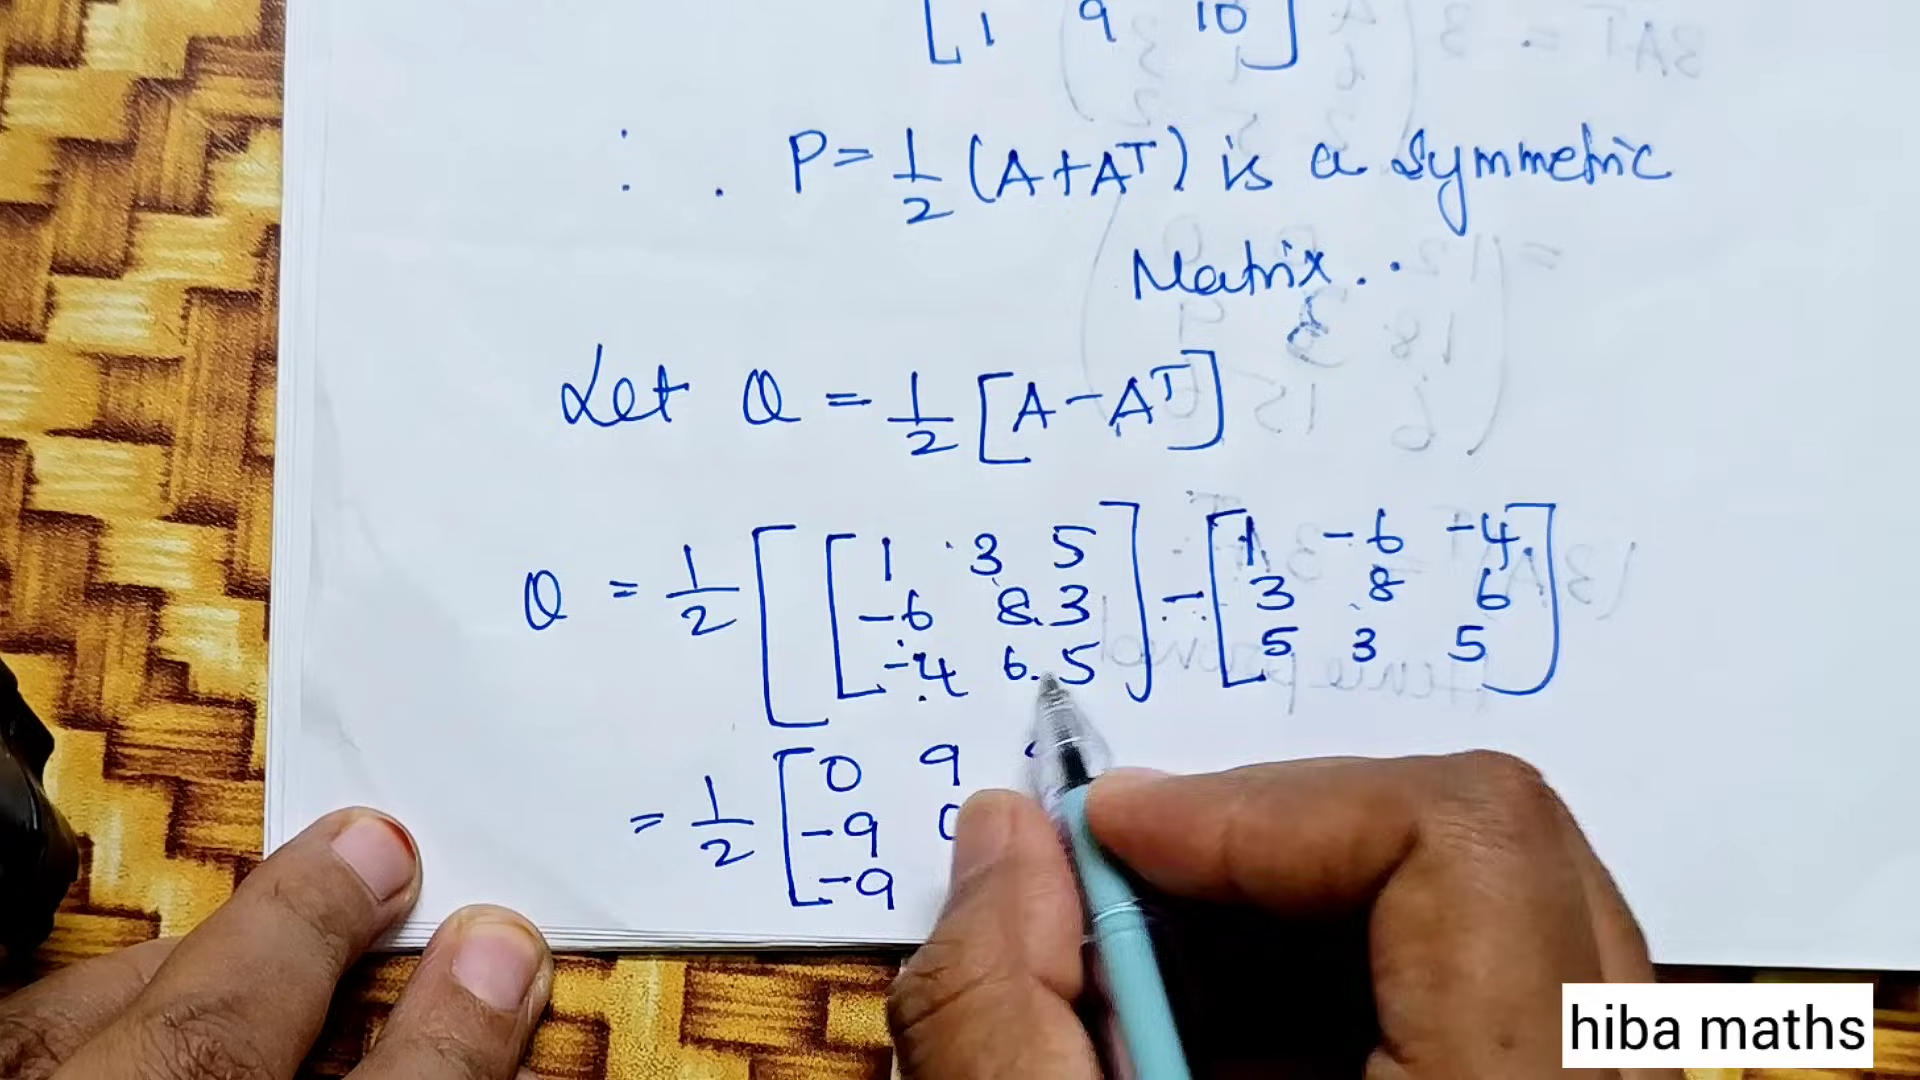 [1 9 10]
∴ P = 1/2 (A + Aᵀ) is a Symmetric
Matrix..
Let Q = 1/2 [A - Aᵀ]
Q = 1/2 [ [1 3 5] - [1 -6 -4]
-6 8 3 3 8 6
-4 6 5 5 3 5
= 1/2 [ 0 9
-9 0
-9
hiba maths